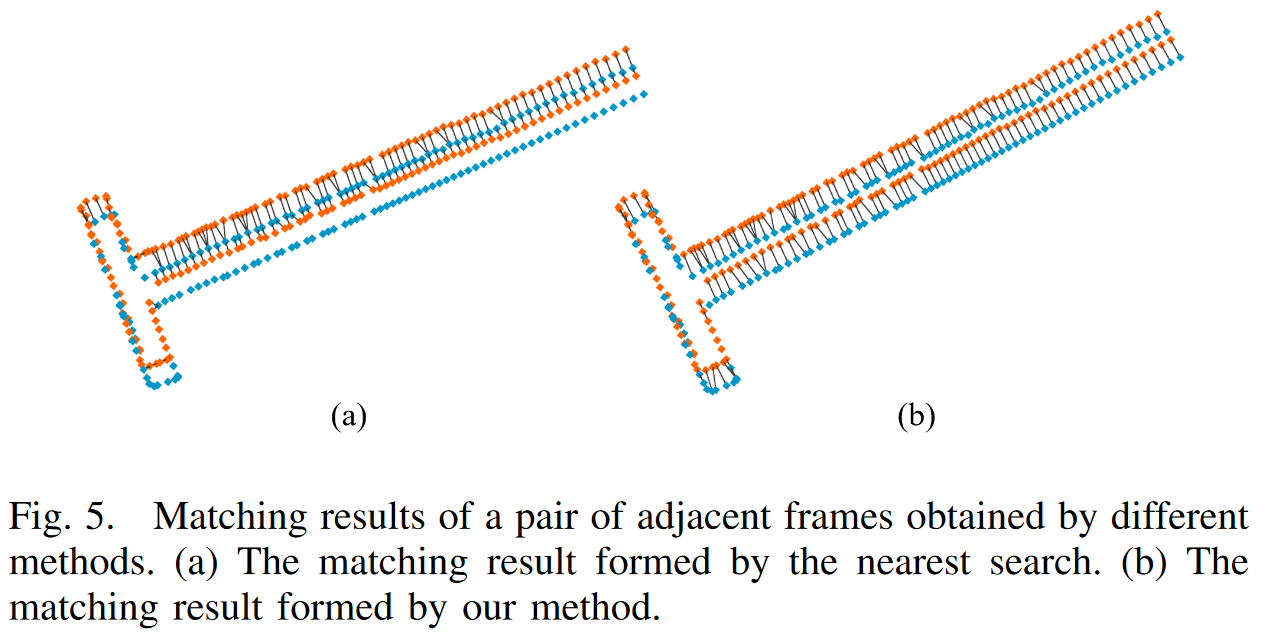 (a) (b)
Fig. 5. Matching results of a pair of adjacent frames obtained by different
methods. (a) The matching result formed by the nearest search. (b) The
matching result formed by our method.